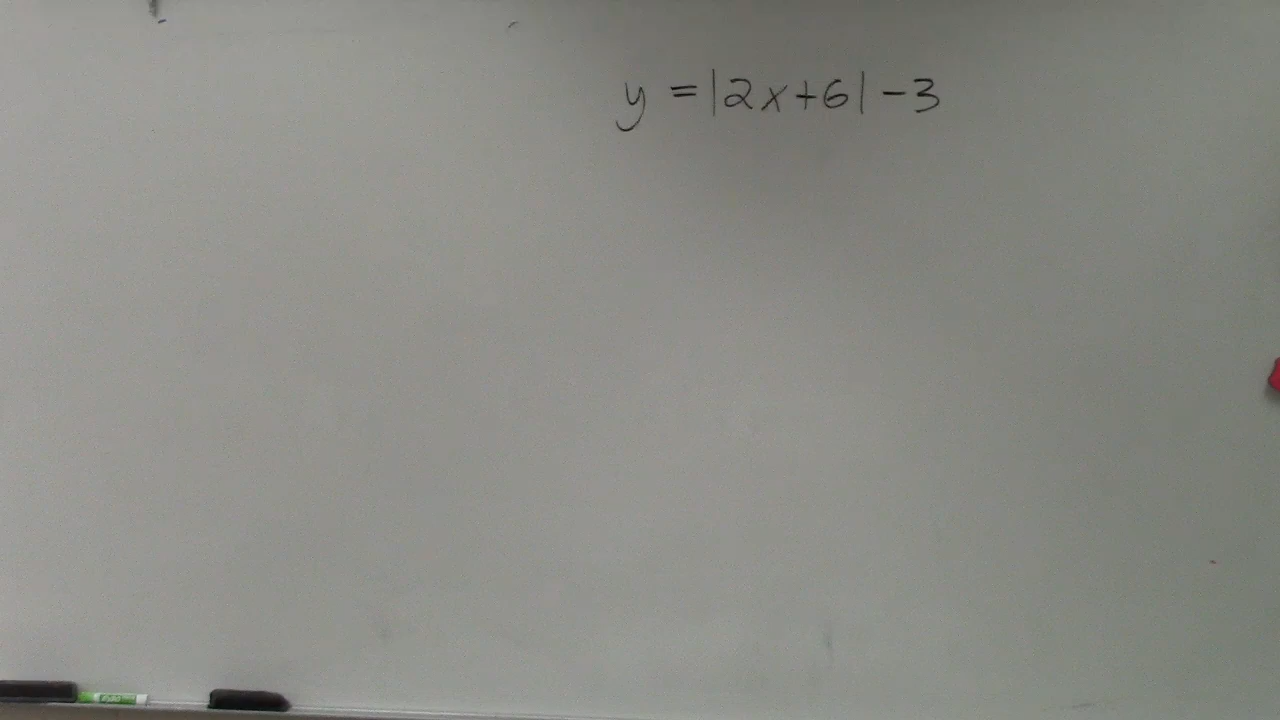 y = |2x+6| -3